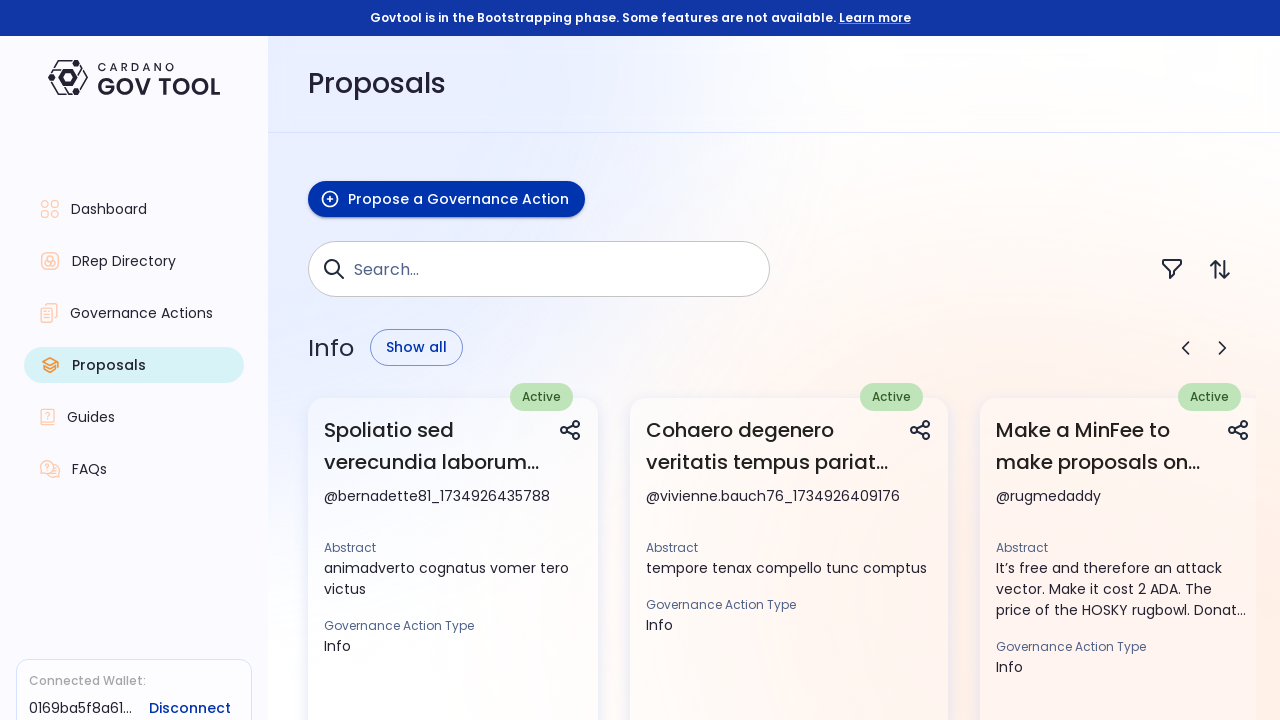 Govtool is in the Bootstrapping phase. Some features are not available. Learn more
CARDANO
GOV TOOL
Proposals
Dashboard
DRep Directory
Governance Actions
Proposals
Guides
FAQs
Connected Wallet:
0169ba5f8a61... Disconnect
Propose a Governance Action
Search...
Info Show all
Active
Spoliatio sed
verecundia laborum...
@bernadette81_1734926435788
Abstract
animadverto cognatus vomer tero
victus
Governance Action Type
Info
Active
Cohaero degenero
veritatis tempus pariat...
@vivienne.bauch76_1734926409176
Abstract
tempore tenax compello tunc comptus
Governance Action Type
Info
Active
Make a MinFee to
make proposals on...
@rugmedaddy
Abstract
It’s free and therefore an attack
vector. Make it cost 2 ADA. The
price of the HOSKY rugbowl. Donat...
Governance Action Type
Info